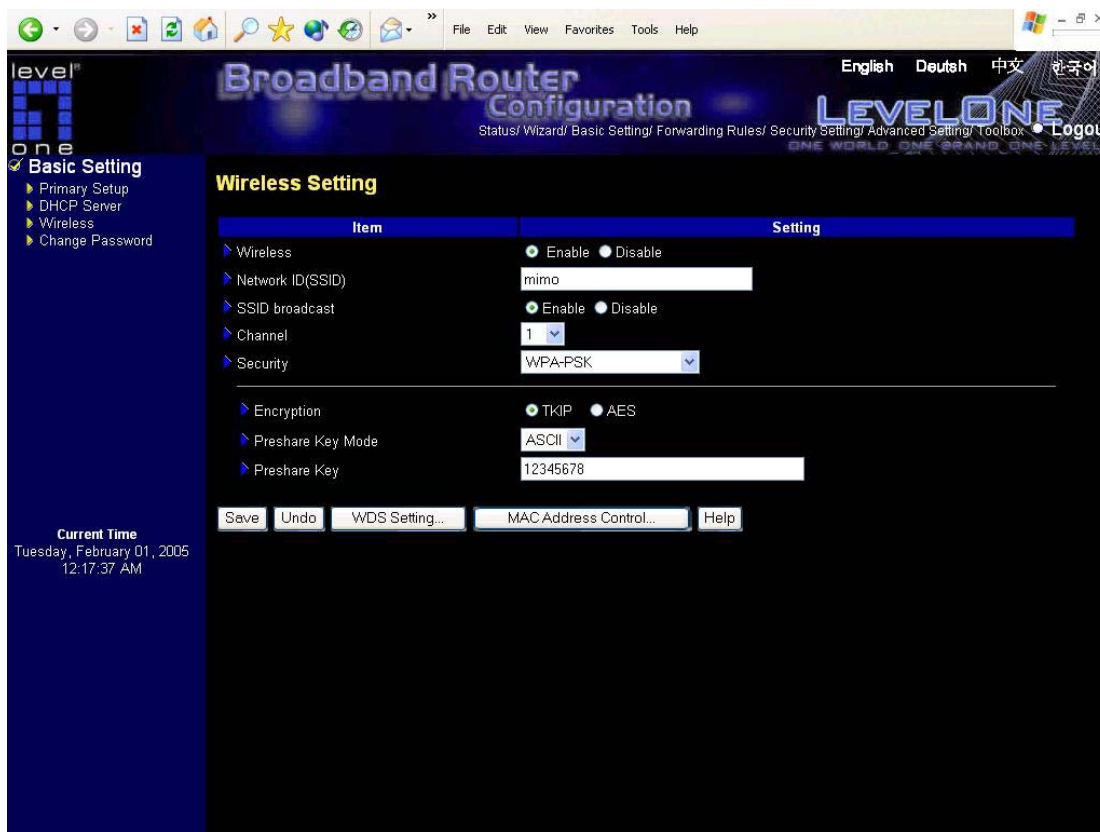 »
File Edit View Favorites Tools Help
level®
one
Broadband Router
Configuration
English Deutsh 中文 한국어
LEVELONE
Status/ Wizard/ Basic Setting/ Forwarding Rules/ Security Setting/ Advanced Setting/ Toolbox
ONE WORLD_ONE BRAND_ONE LEVEL
Basic Setting
Primary Setup
DHCP Server
Wireless
Change Password
Current Time
Tuesday, February 01, 2005
12:17:37 AM
Wireless Setting
Item Setting
Wireless Enable Disable
Network ID(SSID) mimo
SSID broadcast Enable Disable
Channel 1
Security WPA-PSK
Encryption TKIP AES
Preshare Key Mode ASCII
Preshare Key 12345678
Save Undo WDS Setting... MAC Address Control... Help